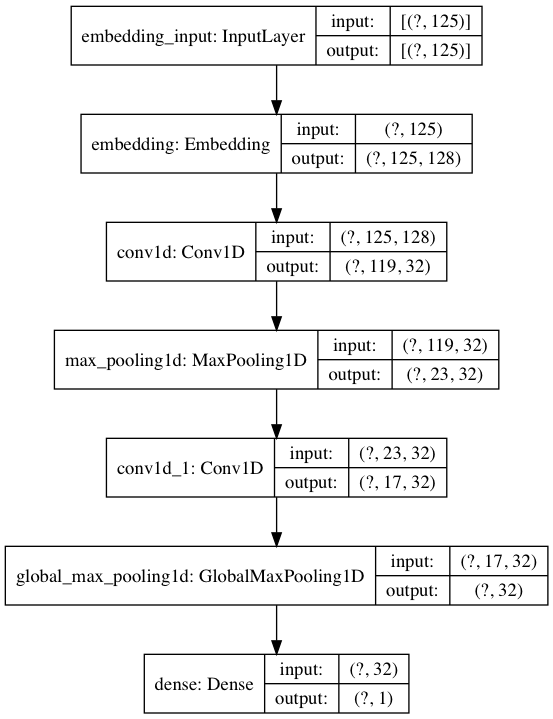 embedding_input: InputLayer
input: [(?, 125)]
output: [(?, 125)]
embedding: Embedding
input: (?, 125)
output: (?, 125, 128)
conv1d: Conv1D
input: (?, 125, 128)
output: (?, 119, 32)
max_pooling1d: MaxPooling1D
input: (?, 119, 32)
output: (?, 23, 32)
conv1d_1: Conv1D
input: (?, 23, 32)
output: (?, 17, 32)
global_max_pooling1d: GlobalMaxPooling1D
input: (?, 17, 32)
output: (?, 32)
dense: Dense
input: (?, 32)
output: (?, 1)